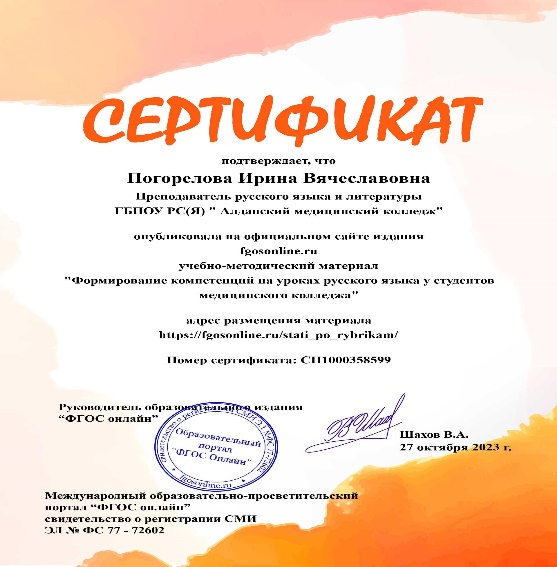 СЕРТИФИКАТ
подтверждает, что
Погорелова Ирина Вячеславовна
Преподаватель русского языка и литературы
ГБПОУ РС(Я) " Алданский медицинский колледж"
опубликовала на официальном сайте издания
fgosonline.ru
учебно-методический материал
"Формирование компетенций на уроках русского языка у студентов
медицинского колледжа"
адрес размещения материала
https://fgosonline.ru/stati_po_rybrikam/
Номер сертификата: СП1000358599
Руководитель образовательного издания
“ФГОС онлайн”
Образовательный
портал
"ФГОС Онлайн"
fgosonline.ru
Шахов В.А.
27 октября 2023 г.
Международный образовательно-просветительский
портал “ФГОС онлайн”
свидетельство о регистрации СМИ
ЭЛ № ФС 77 - 72602